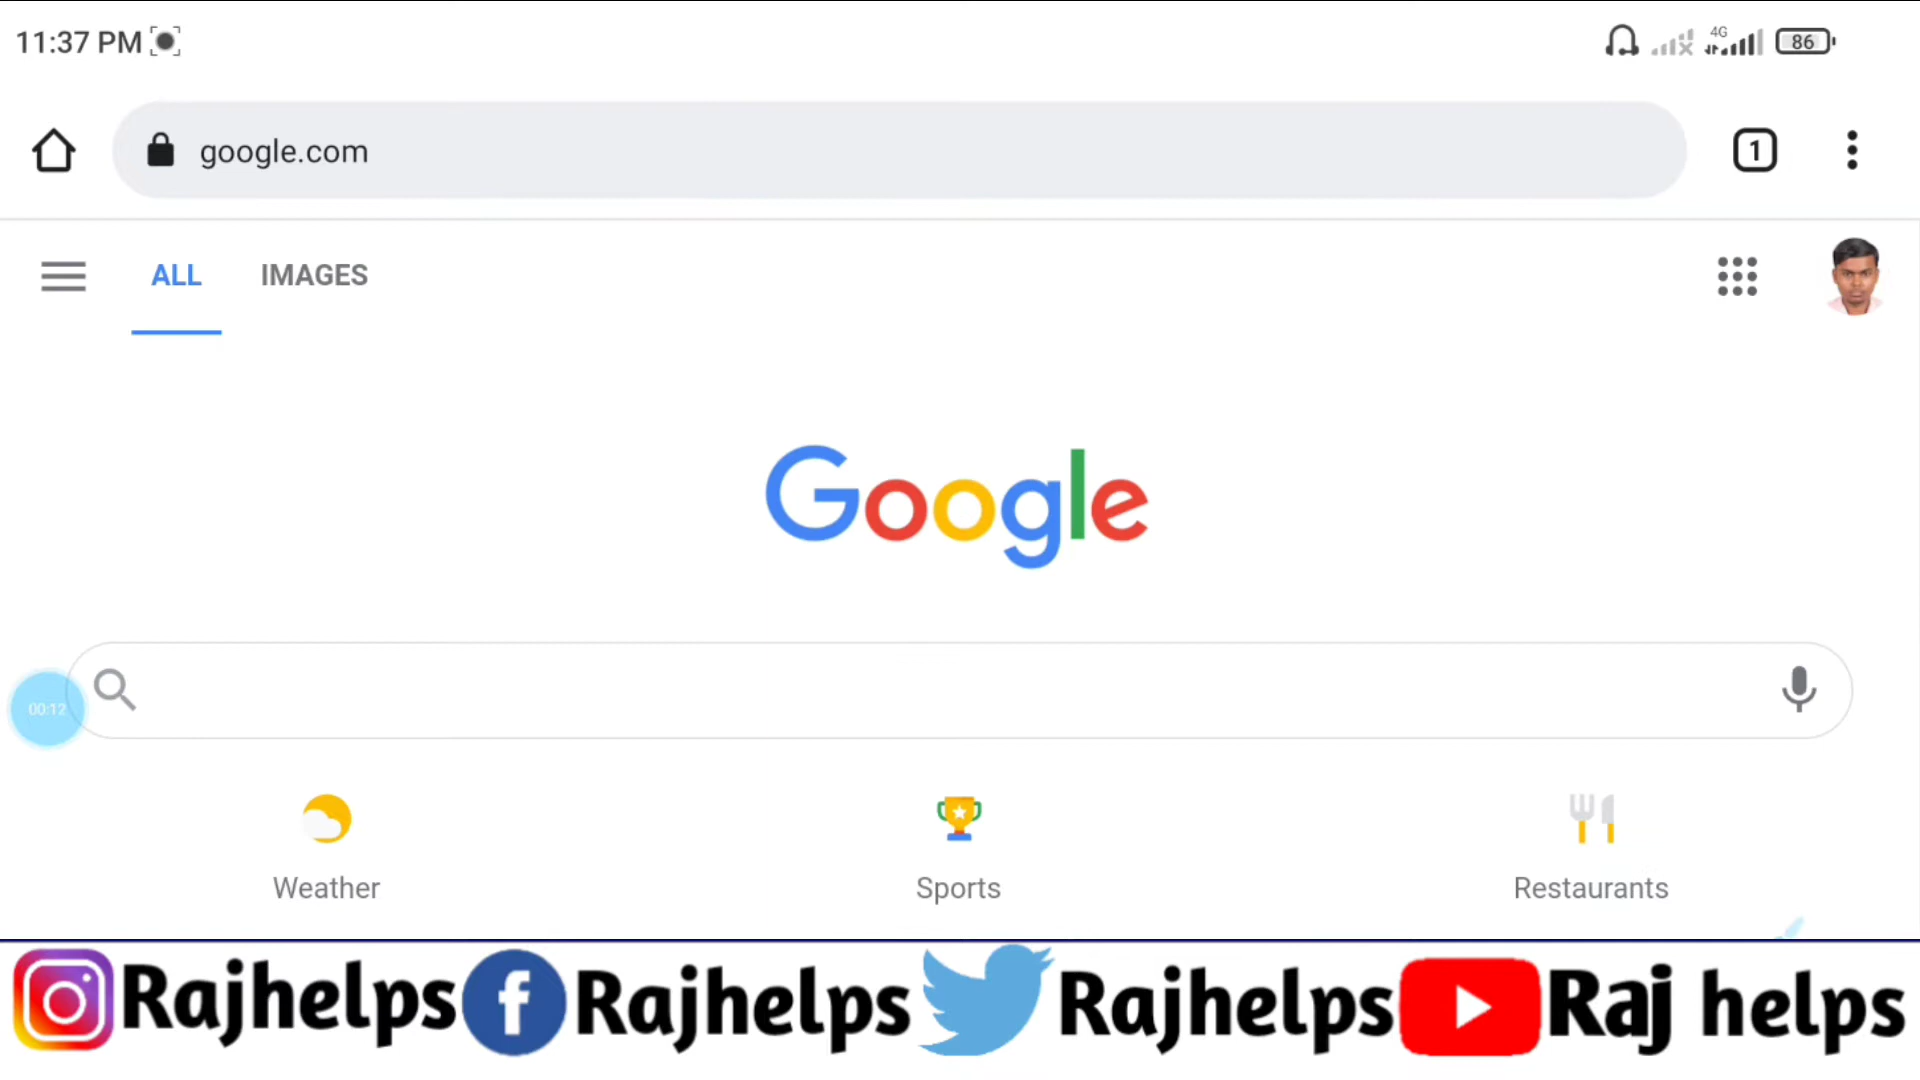 11:37 PM 4G 86
google.com 1
ALL IMAGES
Google
00:12
Weather Sports Restaurants
Rajhelps Rajhelps Rajhelps Raj helps